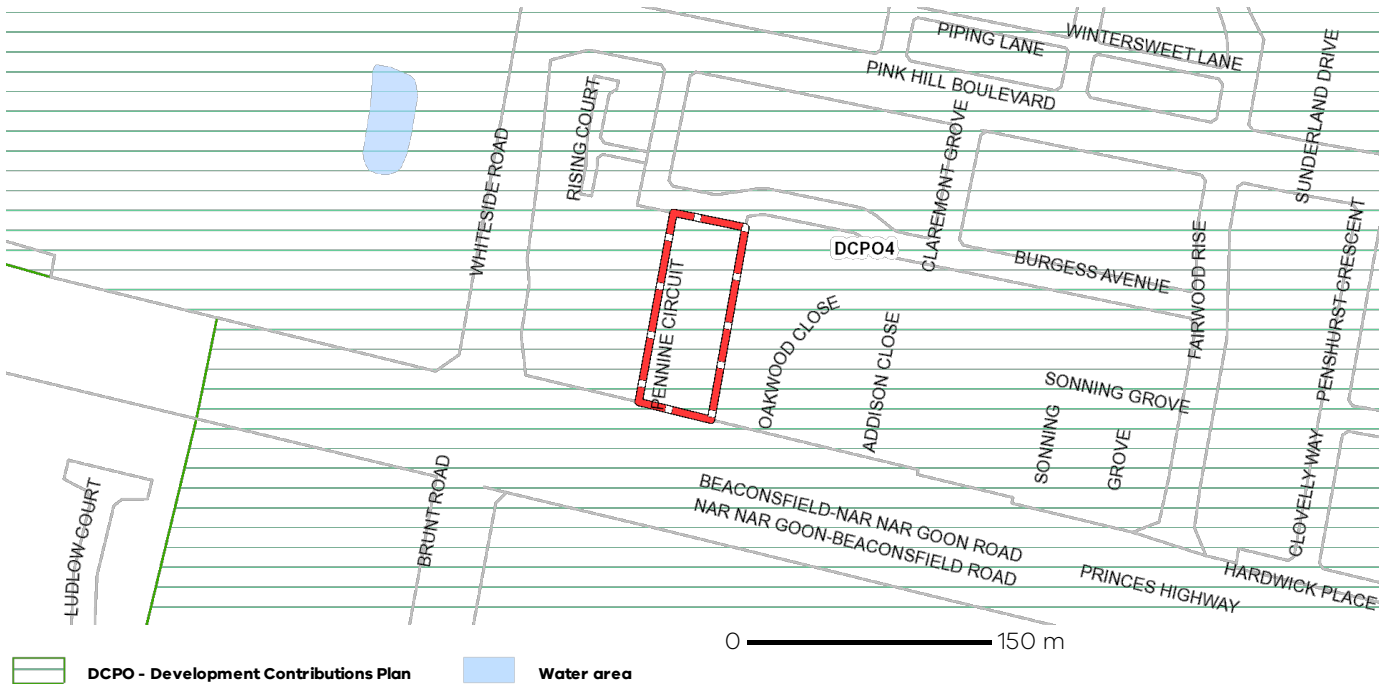 PIPING LANE
WINTERSWEET LANE
PINK HILL BOULEVARD
SUNDERLAND DRIVE
RISING COURT
CLAREMONT GROVE
WHITESIDE ROAD
DCPO4
BURGESS AVENUE
FAIRWOOD RISE
PENSHURST CRESCENT
PENNINE CIRCUIT
OAKWOOD CLOSE
ADDISON CLOSE
SONNING GROVE
SONNING
GROVE
CLOVELLY WAY
BRUNT ROAD
LUDLOW COURT
BEACONSFIELD-NAR NAR GOON ROAD
NAR NAR GOON-BEACONSFIELD ROAD
PRINCES HIGHWAY
HARDWICK PLACE
0 150 m
DCPO - Development Contributions Plan
Water area